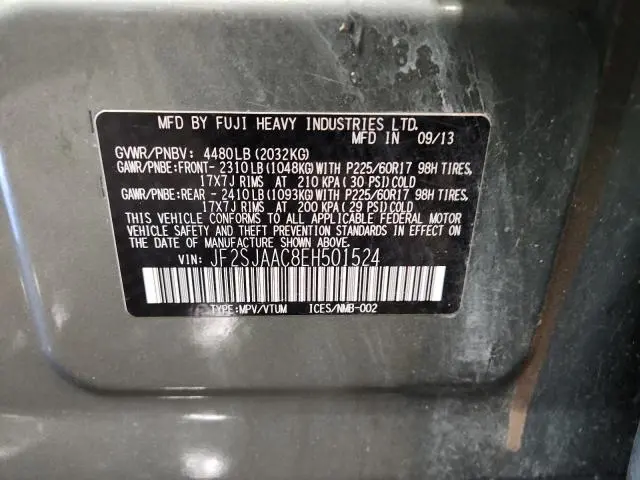 MFD BY FUJI HEAVY INDUSTRIES LTD.
MFD IN 09/13
GVWR/PNBV: 4480LB(2032KG)
GAWR/PNBE:FRONT- 2310LB(1048KG)WITH P225/60R17 98H TIRES,
17X7J RIMS AT 210 KPA(30 PSI)COLD
GAWR/PNBE:REAR - 2410LB(1093KG)WITH P225/60R17 98H TIRES,
17X7J RIMS AT 200 KPA(29 PSI)COLD
THIS VEHICLE CONFORMS TO ALL APPLICABLE FEDERAL MOTOR
VEHICLE SAFETY AND THEFT PREVENTION STANDARDS IN EFFECT
ON THE DATE OF MANUFACTURE SHOWN ABOVE.
VIN: JF2SJAAC8EH501524
TYPE:MPV/VTUM ICES/NMB-002